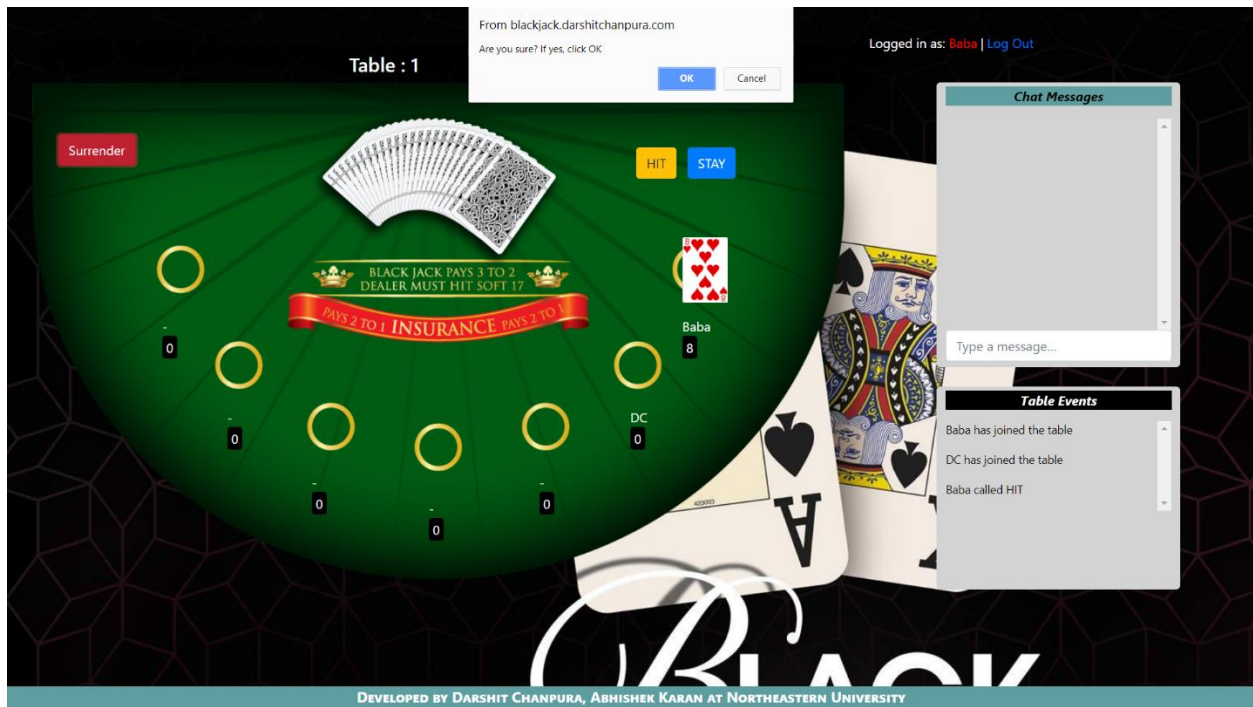 From blackjack.darshitchanpura.com
Are you sure? If yes, click OK
OK Cancel
Logged in as: Baba | Log Out
Table : 1
Surrender
HIT STAY
BLACK JACK PAYS 3 TO 2
DEALER MUST HIT SOFT 17
PAYS 2 TO 1 INSURANCE PAYS 2 TO 1
8
8
Baba
8
-
0
-
0
-
0
-
0
-
0
DC
0
Chat Messages
Type a message...
Table Events
Baba has joined the table
DC has joined the table
Baba called HIT
423003
A
BLACK
DEVELOPED BY DARSHIT CHANPURA, ABHISHEK KARAN AT NORTHEASTERN UNIVERSITY